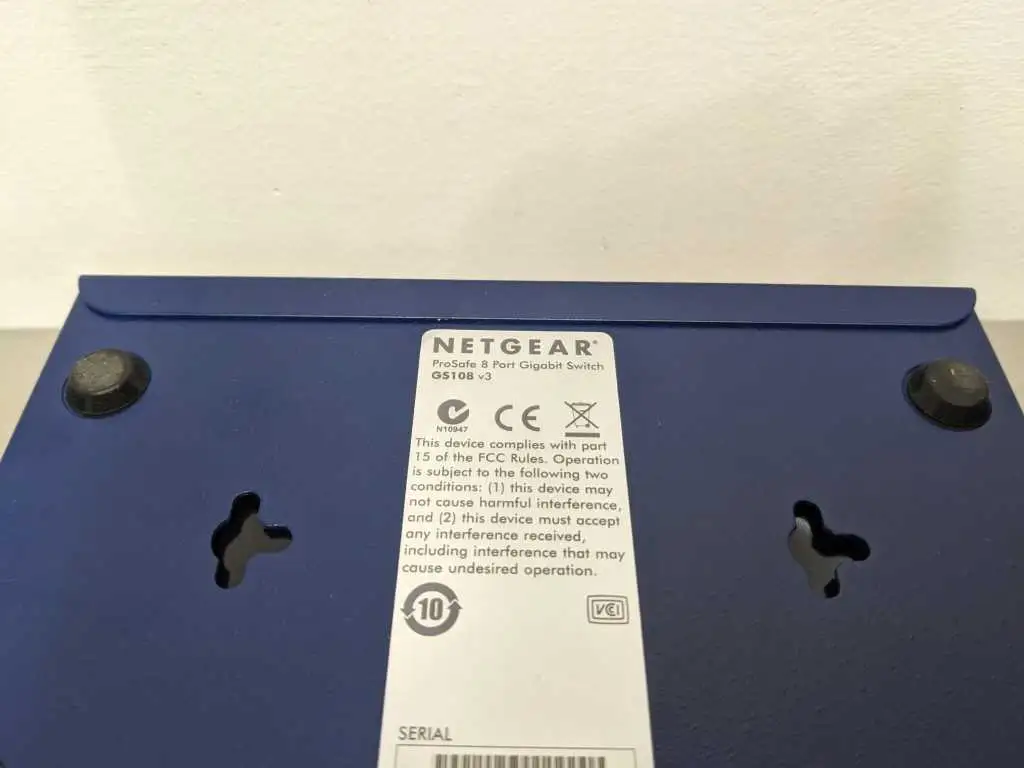 NETGEAR®
ProSafe 8 Port Gigabit Switch
GS108 v3
N10947
CE
This device complies with part
15 of the FCC Rules. Operation
is subject to the following two
conditions: (1) this device may
not cause harmful interference,
and (2) this device must accept
any interference received,
including interference that may
cause undesired operation.
10
VCI
SERIAL